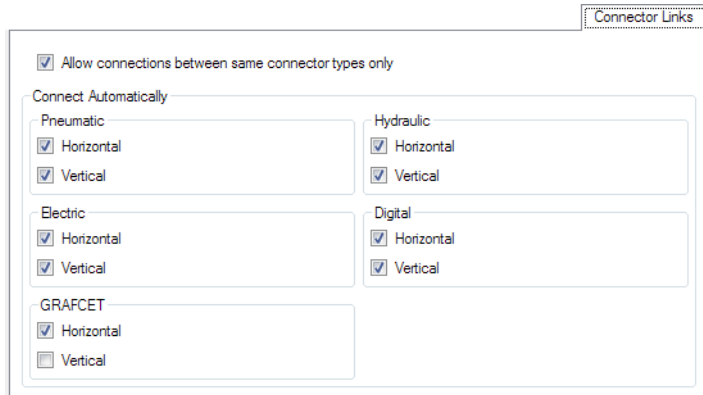 Connector Links
Allow connections between same connector types only
Connect Automatically
Pneumatic
Horizontal
Vertical
Hydraulic
Horizontal
Vertical
Electric
Horizontal
Vertical
Digital
Horizontal
Vertical
GRAFCET
Horizontal
Vertical